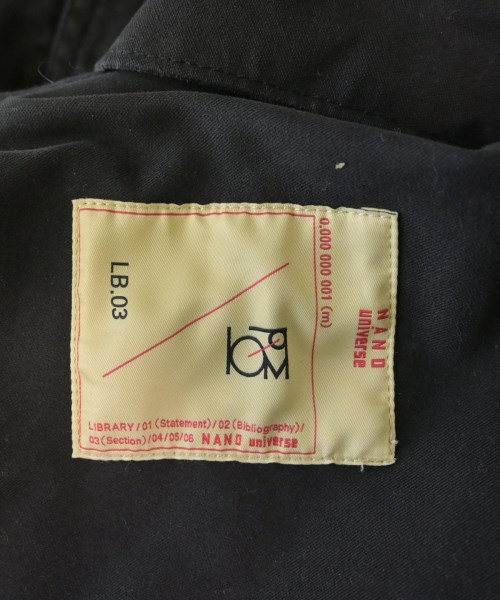 NANO
universe
0.000 000 001 (m)
LB.03
LIBRARY / 01 (Statement) / 02 (Bibliography) /
03 (Section) / 04 / 05 / 06 NANO universe